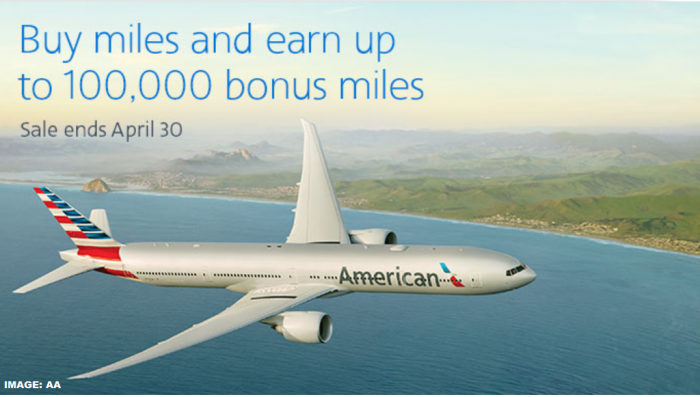 Buy miles and earn up
to 100,000 bonus miles
Sale ends April 30
American
IMAGE: AA